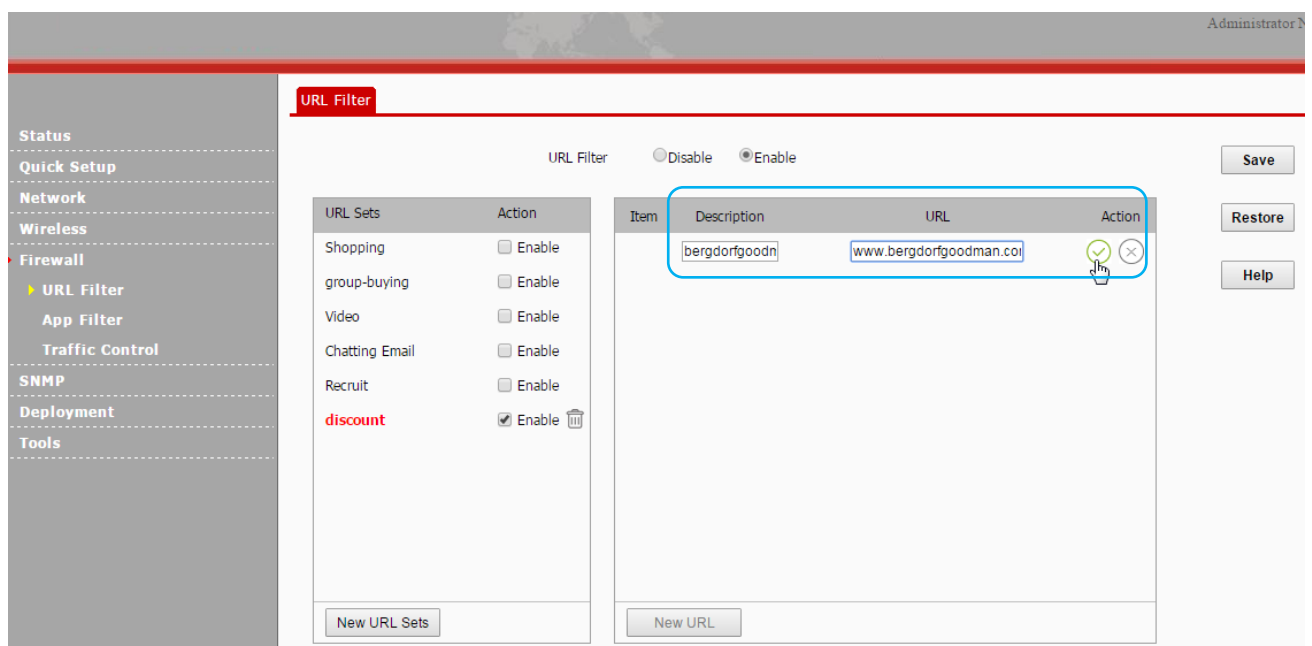 Administrator N
URL Filter
Status
Quick Setup
Network
Wireless
Firewall
URL Filter
App Filter
Traffic Control
SNMP
Deployment
Tools
URL Filter Disable Enable
Save
Restore
Help
URL Sets Action
Shopping Enable
group-buying Enable
Video Enable
Chatting Email Enable
Recruit Enable
discount Enable
New URL Sets
Item Description URL Action
bergdorfgoodn www.bergdorfgoodman.co
New URL